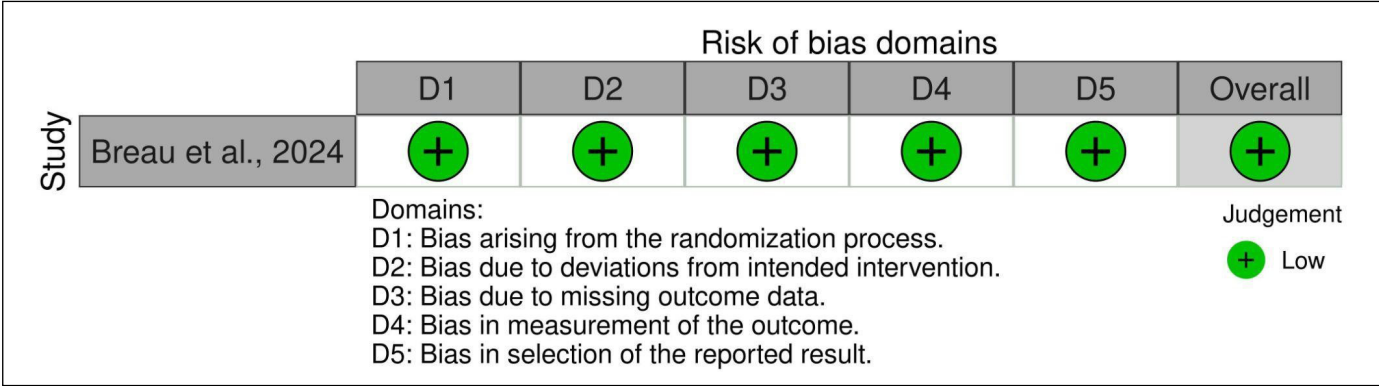 Risk of bias domains
D1 D2 D3 D4 D5 Overall
Study
Breau et al., 2024 + + + + + +
Domains:
D1: Bias arising from the randomization process.
D2: Bias due to deviations from intended intervention.
D3: Bias due to missing outcome data.
D4: Bias in measurement of the outcome.
D5: Bias in selection of the reported result.
Judgement
+ Low